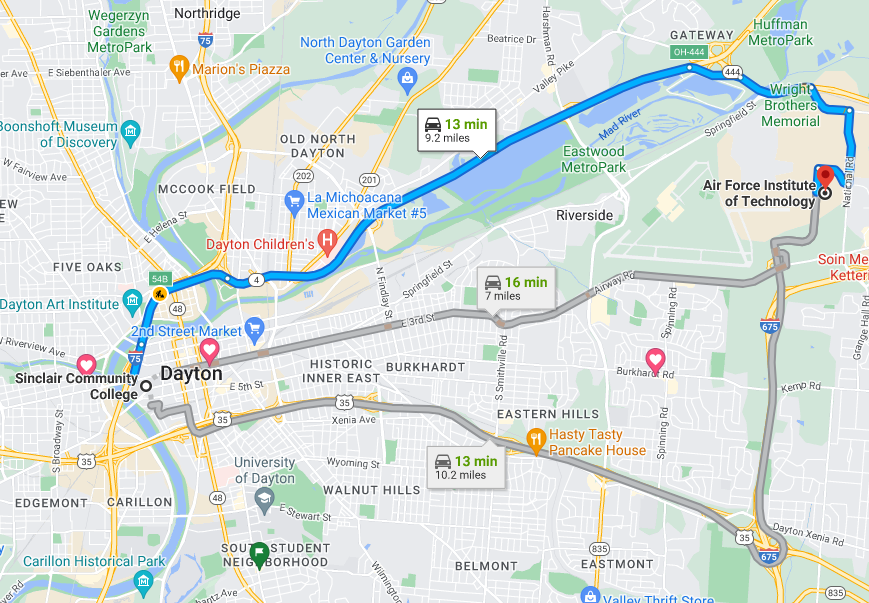 Wegerzyn
Gardens
MetroPark
Northridge
75
er Ave
E Siebenthaler Ave
Marion's Piazza
North Dayton Garden
Center & Nursery
Beatrice Dr
Harshman Rd
Valley Pike
GATEWAY
OH-444
444
Huffman
MetroPark
Wright
Brothers
Memorial
Boonshoft Museum
of Discovery
W Fairview Ave
OLD NORTH
DAYTON
13 min
9.2 miles
Mad River
Springfield St
Eastwood
MetroPark
National Rd
MCCOOK FIELD
202
201
La Michoacana
Mexican Market #5
Air Force Institute
of Technology
EW
E
E Helena St
Dayton Children's
Riverside
FIVE OAKS
54B
4
N Findlay St
Springfield St
16 min
7 miles
Airway Rd
Soin Me
Ketteri
Dayton Art Institute
48
2nd Street Market
E 3rd St
Spinning Rd
675
Grange Hall Rd
W Riverview Ave
75
Sinclair Community
College
Dayton
HISTORIC
INNER EAST
BURKHARDT
S Smithville Rd
Burkhardt Rd
Kemp Rd
E 5th St
35
35
Xenia Ave
EASTERN HILLS
Spinning Rd
S Broadway St
35
Hasty Tasty
Pancake House
13 min
10.2 miles
University
of Dayton
Wyoming St
WALNUT HILLS
EDGEMONT
CARILLON
48
E Stewart St
35
Dayton Xenia Rd
675
Carillon Historical Park
SOUTH STUDENT
NEIGHBORHOOD
835
BELMONT
EASTMONT
Wilmington
yer Rd
hantz Ave
Valley Thrift Store
835